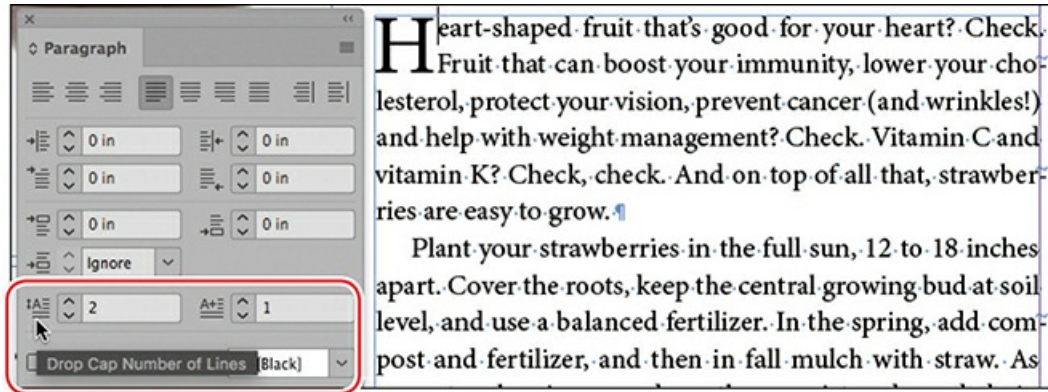 Paragraph
0 in
0 in
0 in
0 in
0 in
0 in
Ignore
2
1
Drop Cap Number of Lines
[Black]
Heart-shaped fruit that's good for your heart? Check.
Fruit that can boost your immunity, lower your cho-
lesterol, protect your vision, prevent cancer (and wrinkles!)
and help with weight management? Check. Vitamin C and
vitamin K? Check, check. And on top of all that, strawber-
ries are easy to grow.¶
Plant your strawberries in the full sun, 12 to 18 inches
apart. Cover the roots, keep the central growing bud at soil
level, and use a balanced fertilizer. In the spring, add com-
post and fertilizer, and then in fall mulch with straw. As